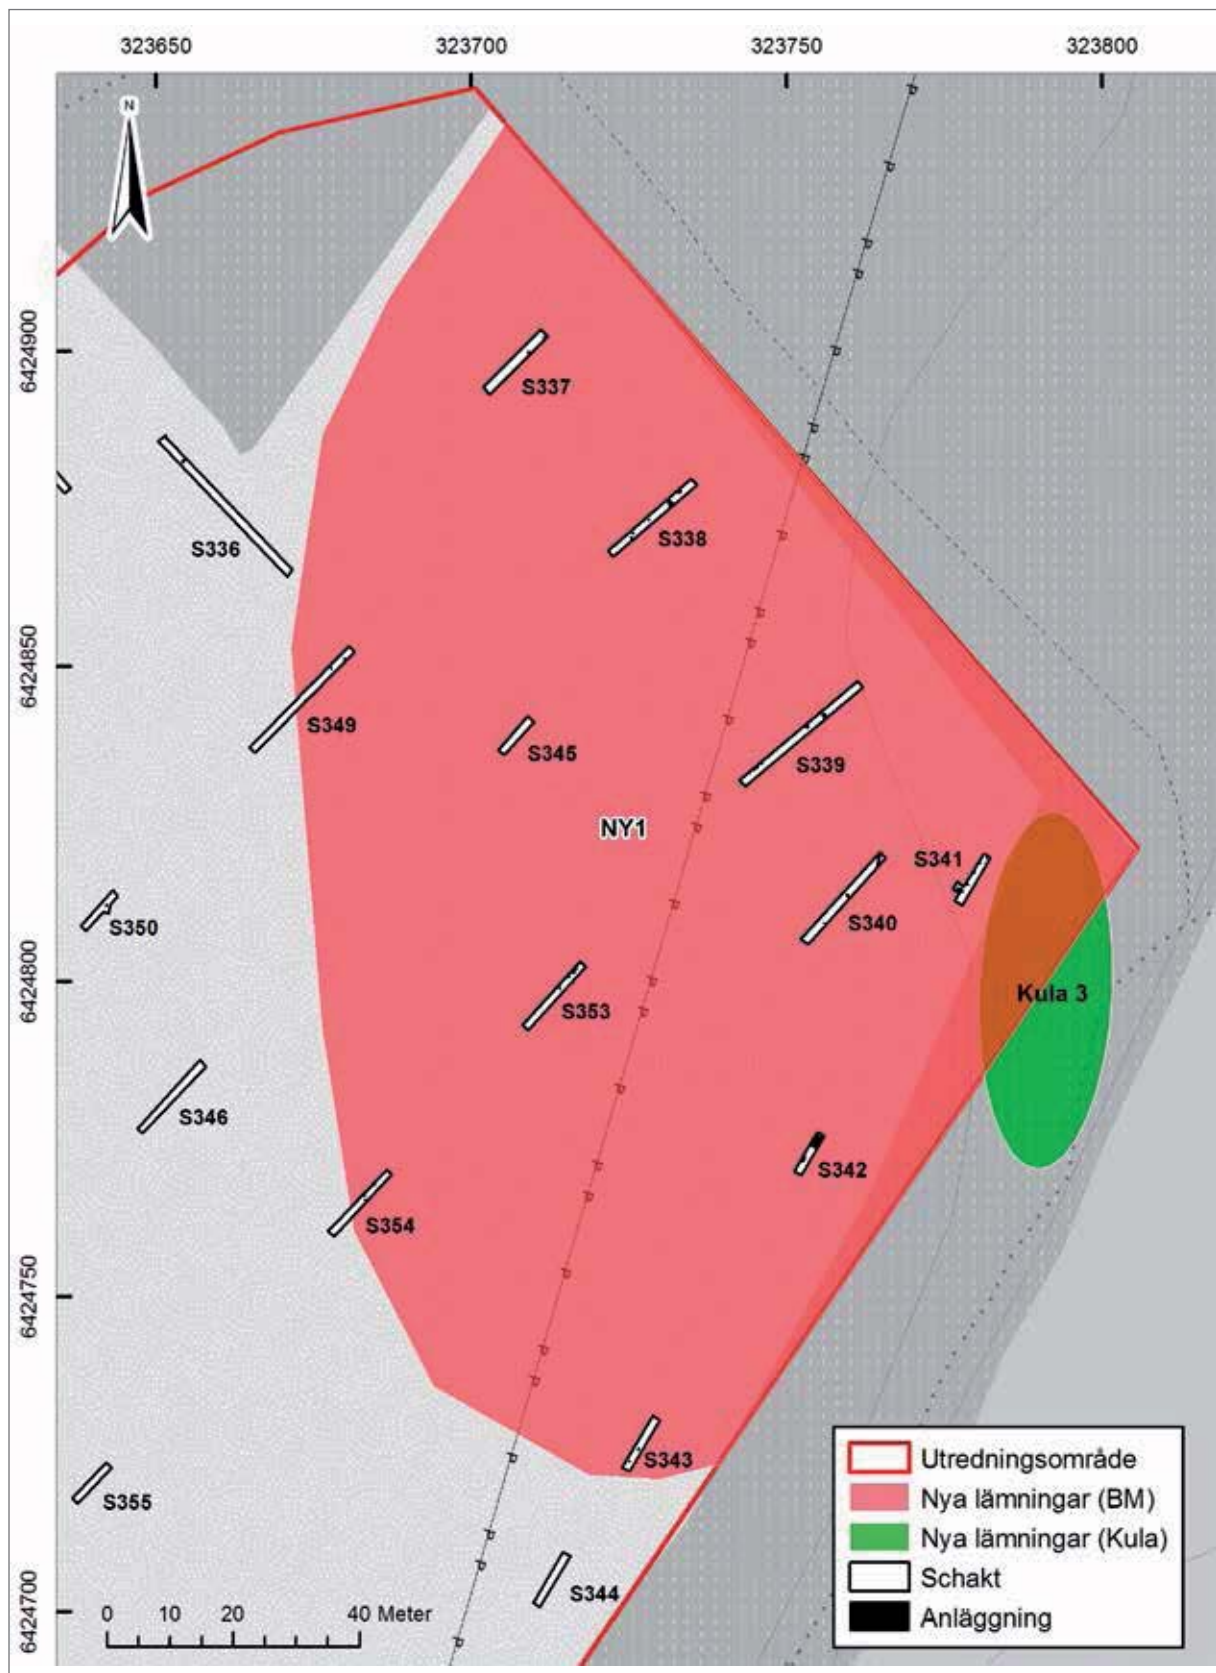 323650 323700 323750 323800
N
6424900
6424850
6424800
6424750
6424700
S337
S338
S336
S349
S345
S339
NY1
S341
S340
S350
Kula 3
S353
S346
S342
S354
S343
S355
S344
0 10 20 40 Meter
Utredningsområde
Nya lämningar (BM)
Nya lämningar (Kula)
Schakt
Anläggning